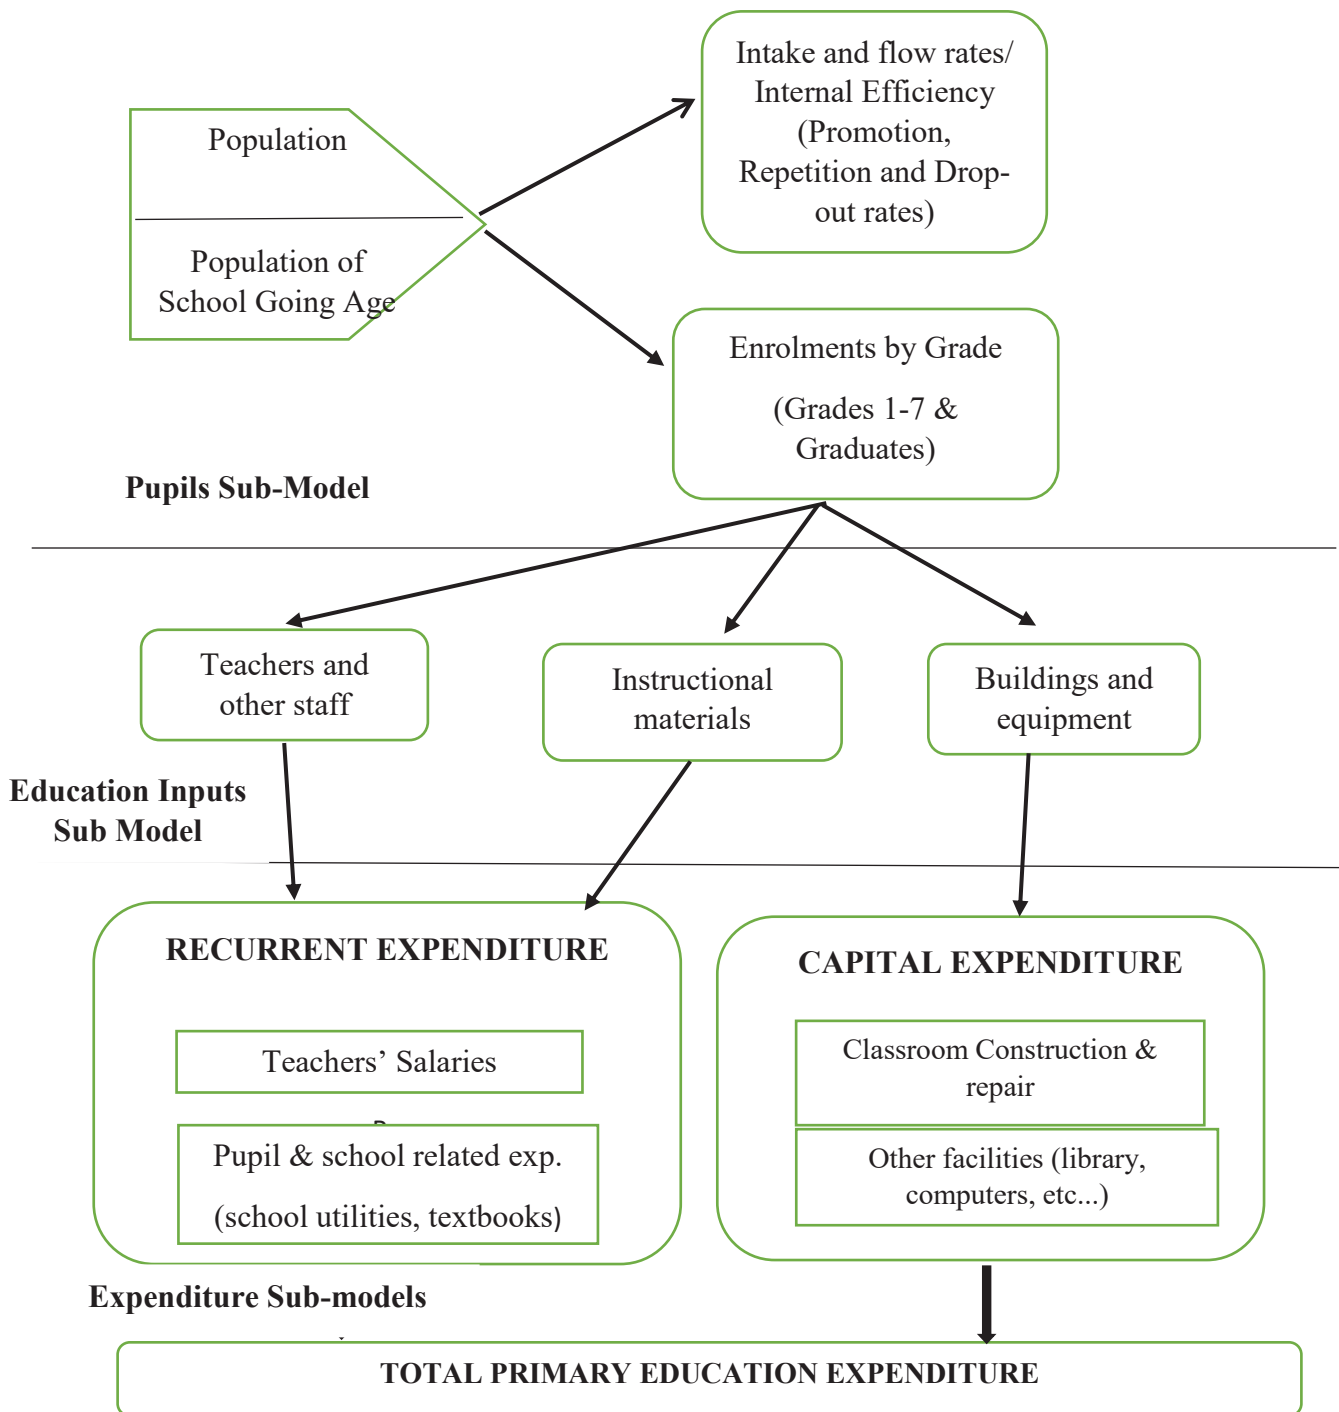 Intake and flow rates/
Internal Efficiency
(Promotion,
Repetition and Drop-
out rates)
Population
Population of
School Going Age
Enrolments by Grade
(Grades 1-7 &
Graduates)
Pupils Sub-Model
Teachers and
other staff
Instructional
materials
Buildings and
equipment
Education Inputs
Sub Model
RECURRENT EXPENDITURE
Teachers’ Salaries
Pupil & school related exp.
(school utilities, textbooks)
CAPITAL EXPENDITURE
Classroom Construction &
repair
Other facilities (library,
computers, etc...)
Expenditure Sub-models
TOTAL PRIMARY EDUCATION EXPENDITURE